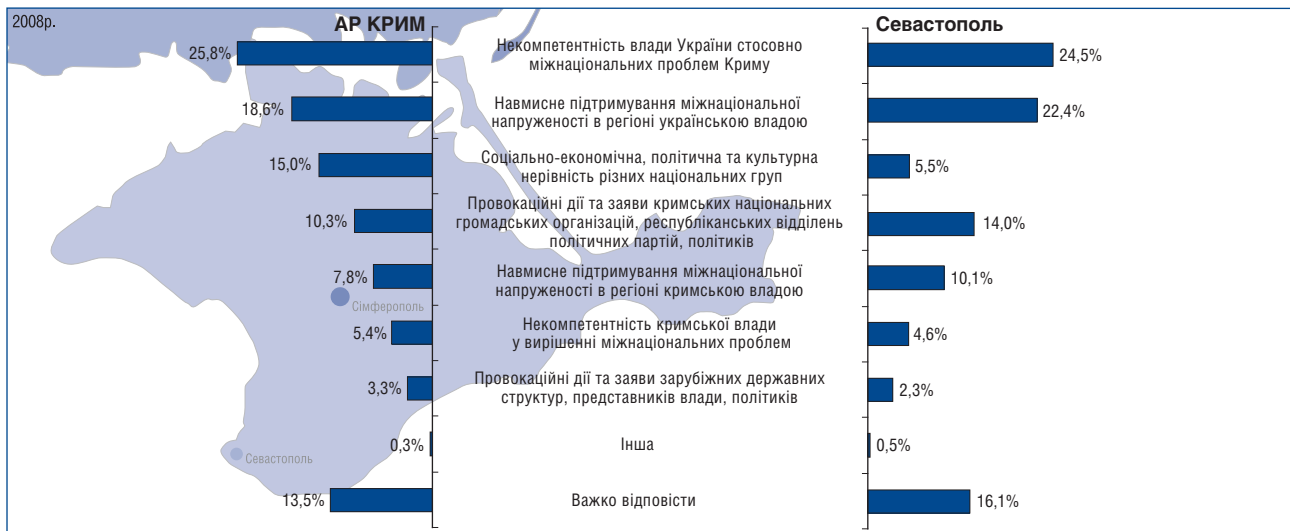 2008р.
АР КРИМ
Севастополь
25,8%
Некомпетентність влади України стосовно
міжнаціональних проблем Криму
24,5%
18,6%
Навмисне підтримування міжнаціональної
напруженості в регіоні українською владою
22,4%
15,0%
Соціально-економічна, політична та культурна
нерівність різних національних груп
5,5%
10,3%
Провокаційні дії та заяви кримських національних
громадських організацій, республіканських відділень
політичних партій, політиків
14,0%
7,8%
Навмисне підтримування міжнаціональної
напруженості в регіоні кримською владою
10,1%
Сімферополь
5,4%
Некомпетентність кримської влади
у вирішенні міжнаціональних проблем
4,6%
3,3%
Провокаційні дії та заяви зарубіжних державних
структур, представників влади, політиків
2,3%
0,3%
Інша
0,5%
Севастополь
13,5%
Важко відповісти
16,1%